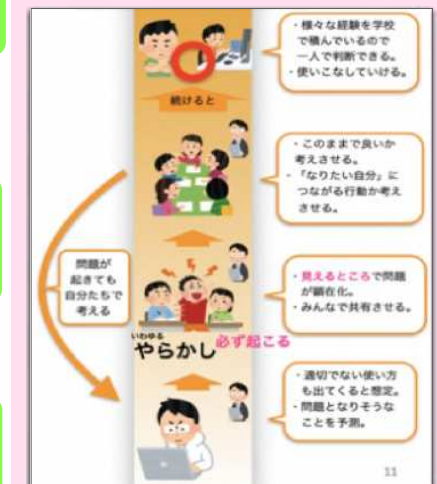 ・様々な経験を学校
で積んでいるので
一人で判断できる。
・使いこなしていける。
続けると
・このままで良いか
考えさせる。
・「なりたい自分」に
つながる行動か考え
させる。
問題が
起きても
自分たちで
考える
・見えるところで問題
が顕在化。
・みんなで共有させる。
いわゆる
やらかし
必ず起こる
・適切でない使い方
も出てくると想定。
・問題となりそうな
ことを予測。
11